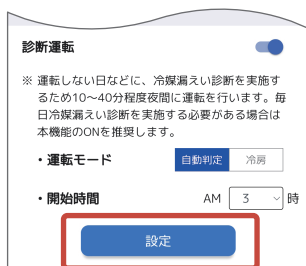 診断運転
※ 運転しない日などに、冷媒漏えい診断を実施す
るため10〜40分程度夜間に運転を行います。毎
日冷媒漏えい診断を実施する必要がある場合は
本機能のONを推奨します。
・運転モード 自動判定 冷房
・開始時間 AM 3 時
設定